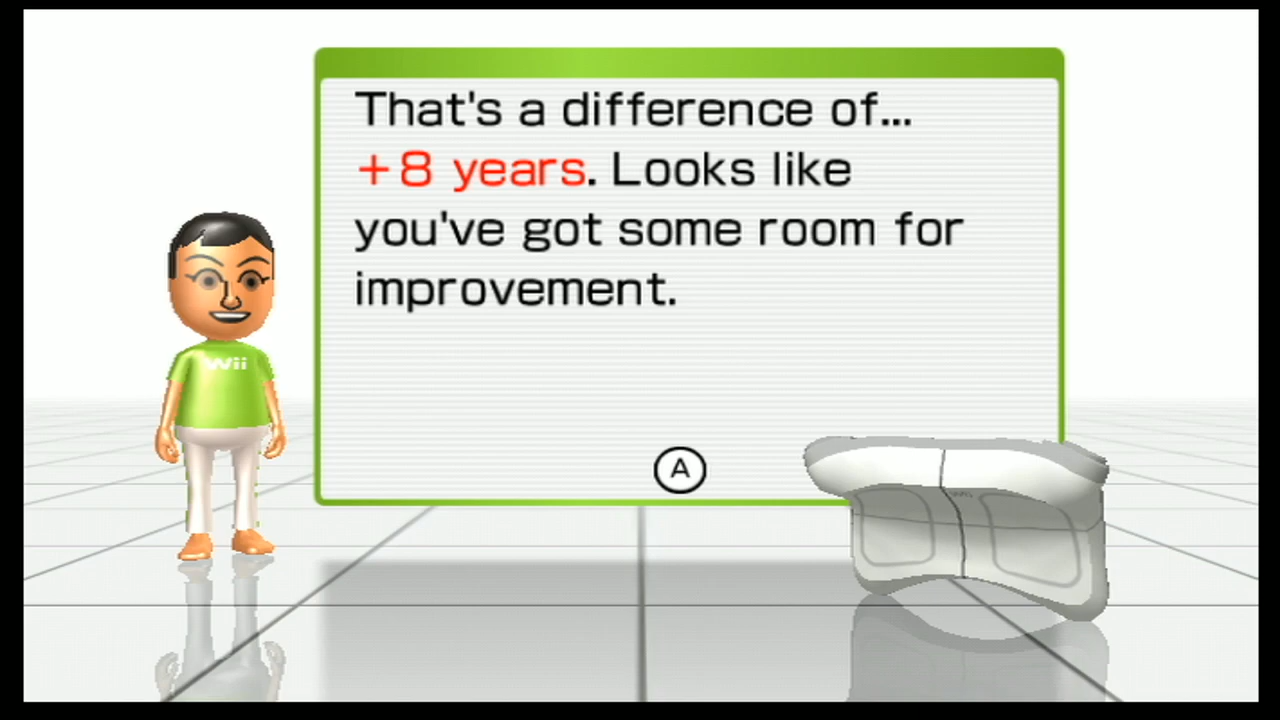 That's a difference of...
+8 years. Looks like
you've got some room for
improvement.
Wii
A